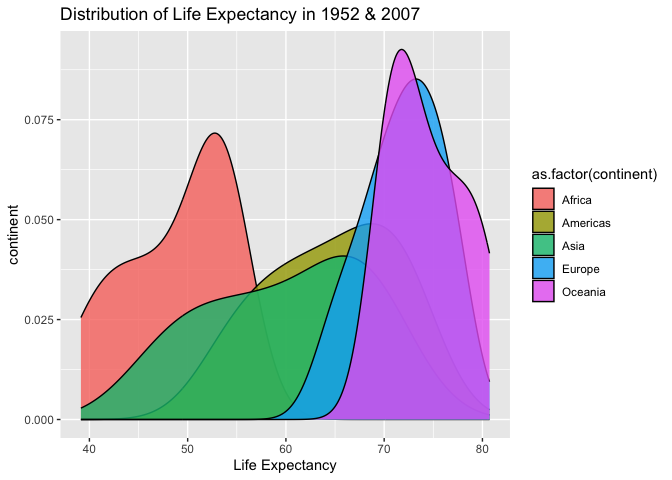 Distribution of Life Expectancy in 1952 & 2007
continent
0.075
0.050
0.025
0.000
40 50 60 70 80
Life Expectancy
as.factor(continent)
Africa
Americas
Asia
Europe
Oceania